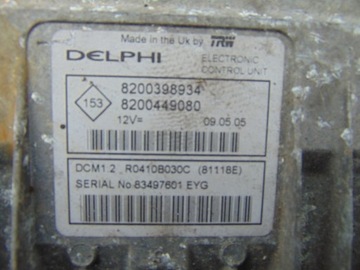 Made in the Uk by TRW
DELPHI ELECTRONIC
CONTROL UNIT
8200398934
153 8200449080
12V= 09.05.05
DCM1.2 R0410B030C (81118E)
SERIAL No.83497601 EYG